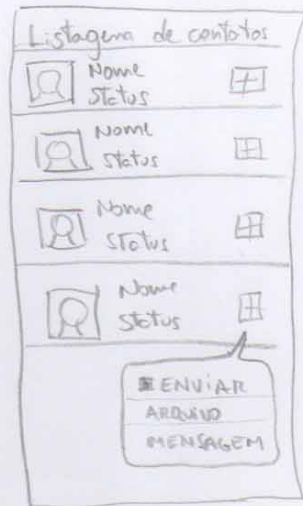 Listagem de contatos
Nome
Status
Nome
Status
Nome
Status
Nome
Status
ENVIAR
ARQUIVO
MENSAGEM